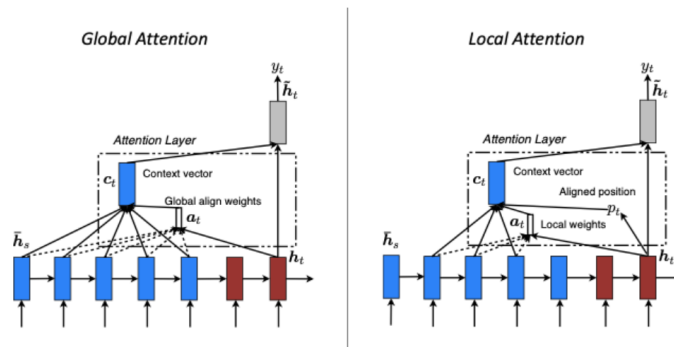 Global Attention
y_t
h̃_t
Attention Layer
Context vector
c_t
Global align weights
a_t
h̄_s
h_t
Local Attention
y_t
h̃_t
Attention Layer
Context vector
c_t
Aligned position
p_t
a_t
Local weights
h̄_s
h_t